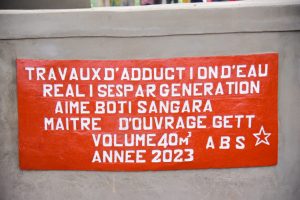 TRAVAUX D'ADDUCTION D'EAU
REALISES PAR GENERATION
AIME BOTI SANGARA
MAITRE D'OUVRAGE GETT
VOLUME 40M³ ABS
ANNEE 2023